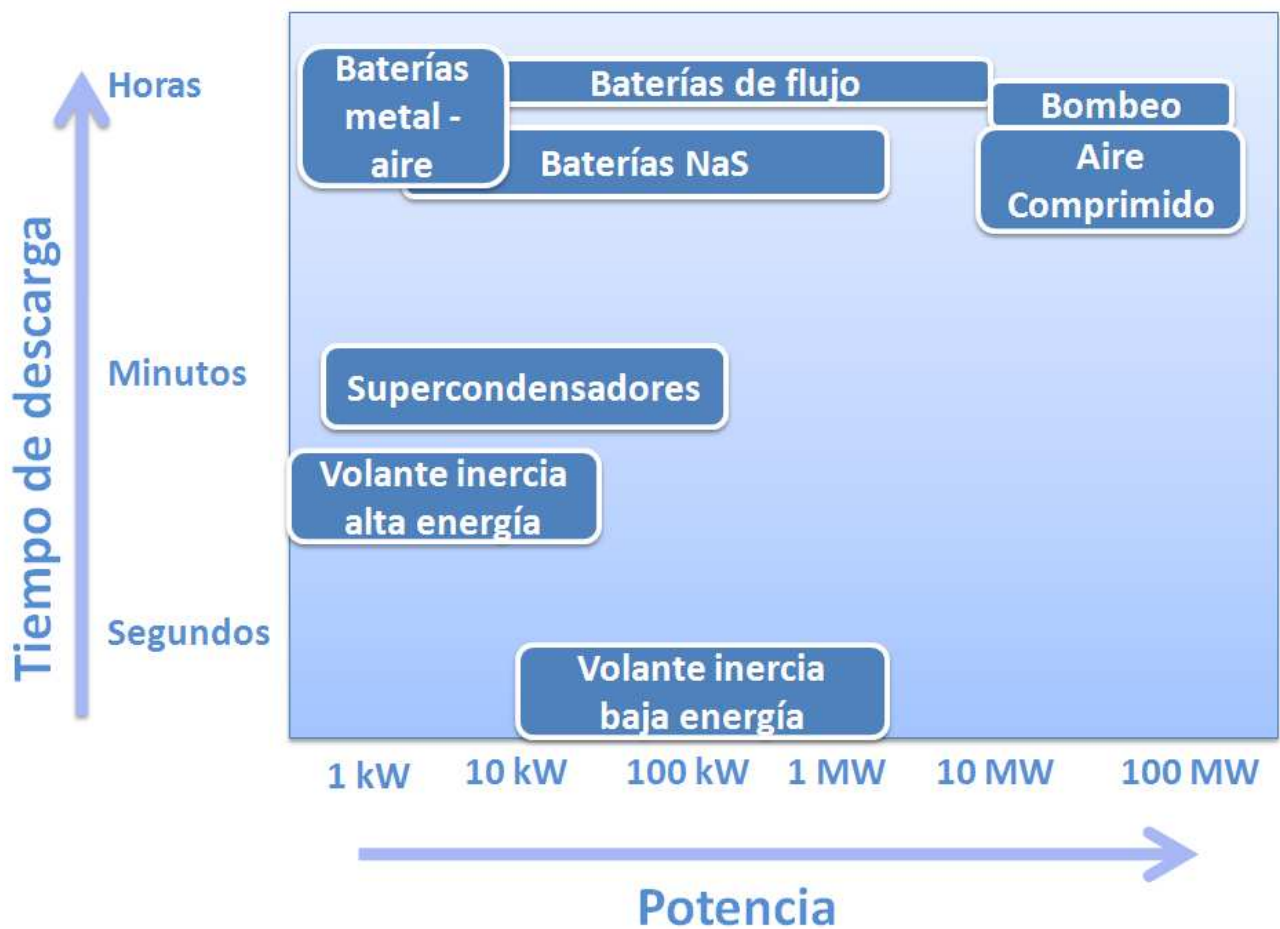 Tiempo de descarga
Horas
Minutos
Segundos
Baterías
metal -
aire
Baterías de flujo
Baterías NaS
Bombeo
Aire
Comprimido
Supercondensadores
Volante inercia
alta energía
Volante inercia
baja energía
1 kW
10 kW
100 kW
1 MW
10 MW
100 MW
Potencia